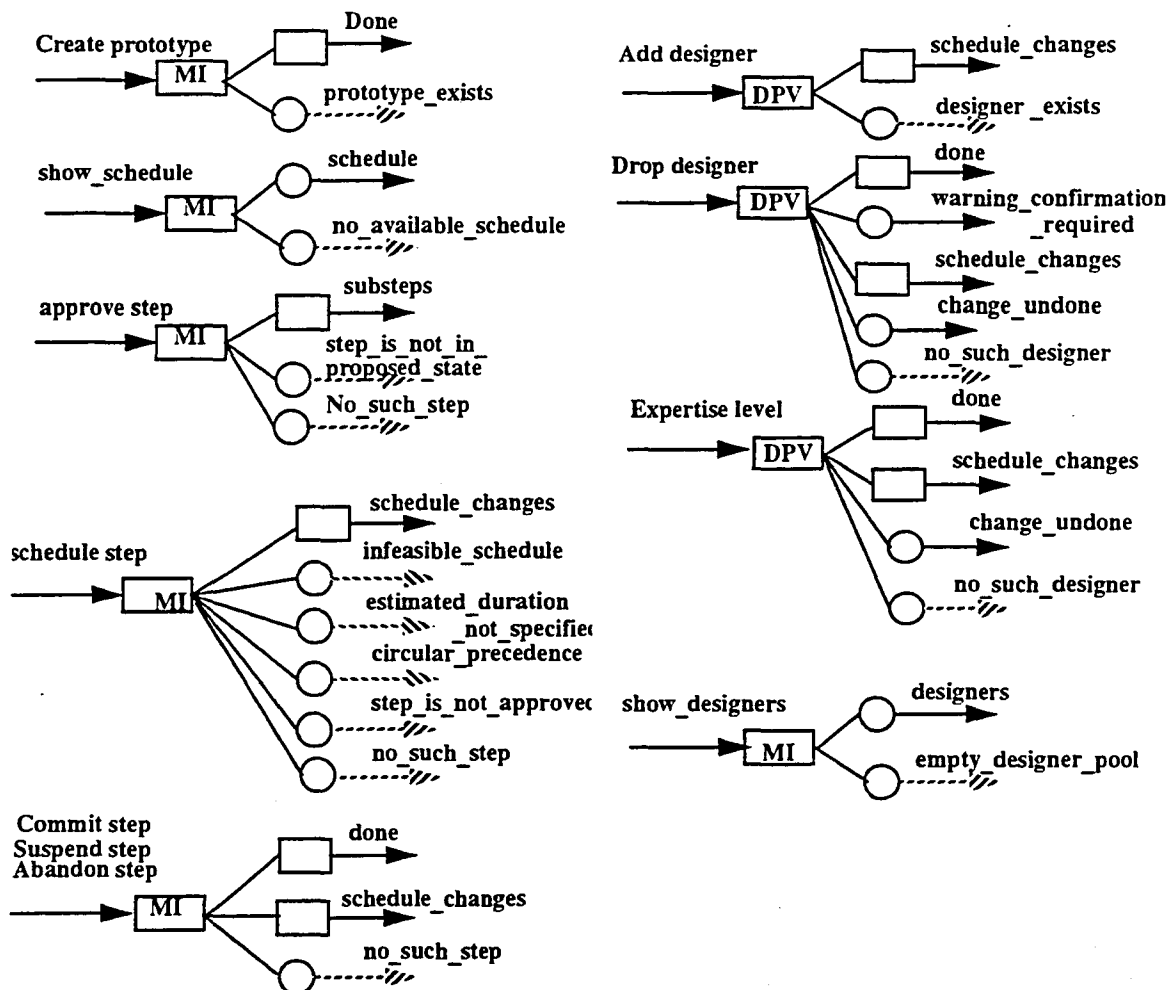 Create prototype
MI
Done
prototype_exists
show_schedule
MI
schedule
no_available_schedule
approve step
MI
substeps
step_is_not_in_
proposed_state
No_such_step
schedule step
MI
schedule_changes
infeasible_schedule
estimated_duration
_not_specified
circular_precedence
step_is_not_approved
no_such_step
Commit step
Suspend step
Abandon step
MI
done
schedule_changes
no_such_step
Add designer
DPV
schedule_changes
designer_exists
Drop designer
DPV
done
warning_confirmation
_required
schedule_changes
change_undone
no_such_designer
Expertise level
DPV
done
schedule_changes
change_undone
no_such_designer
show_designers
MI
designers
empty_designer_pool